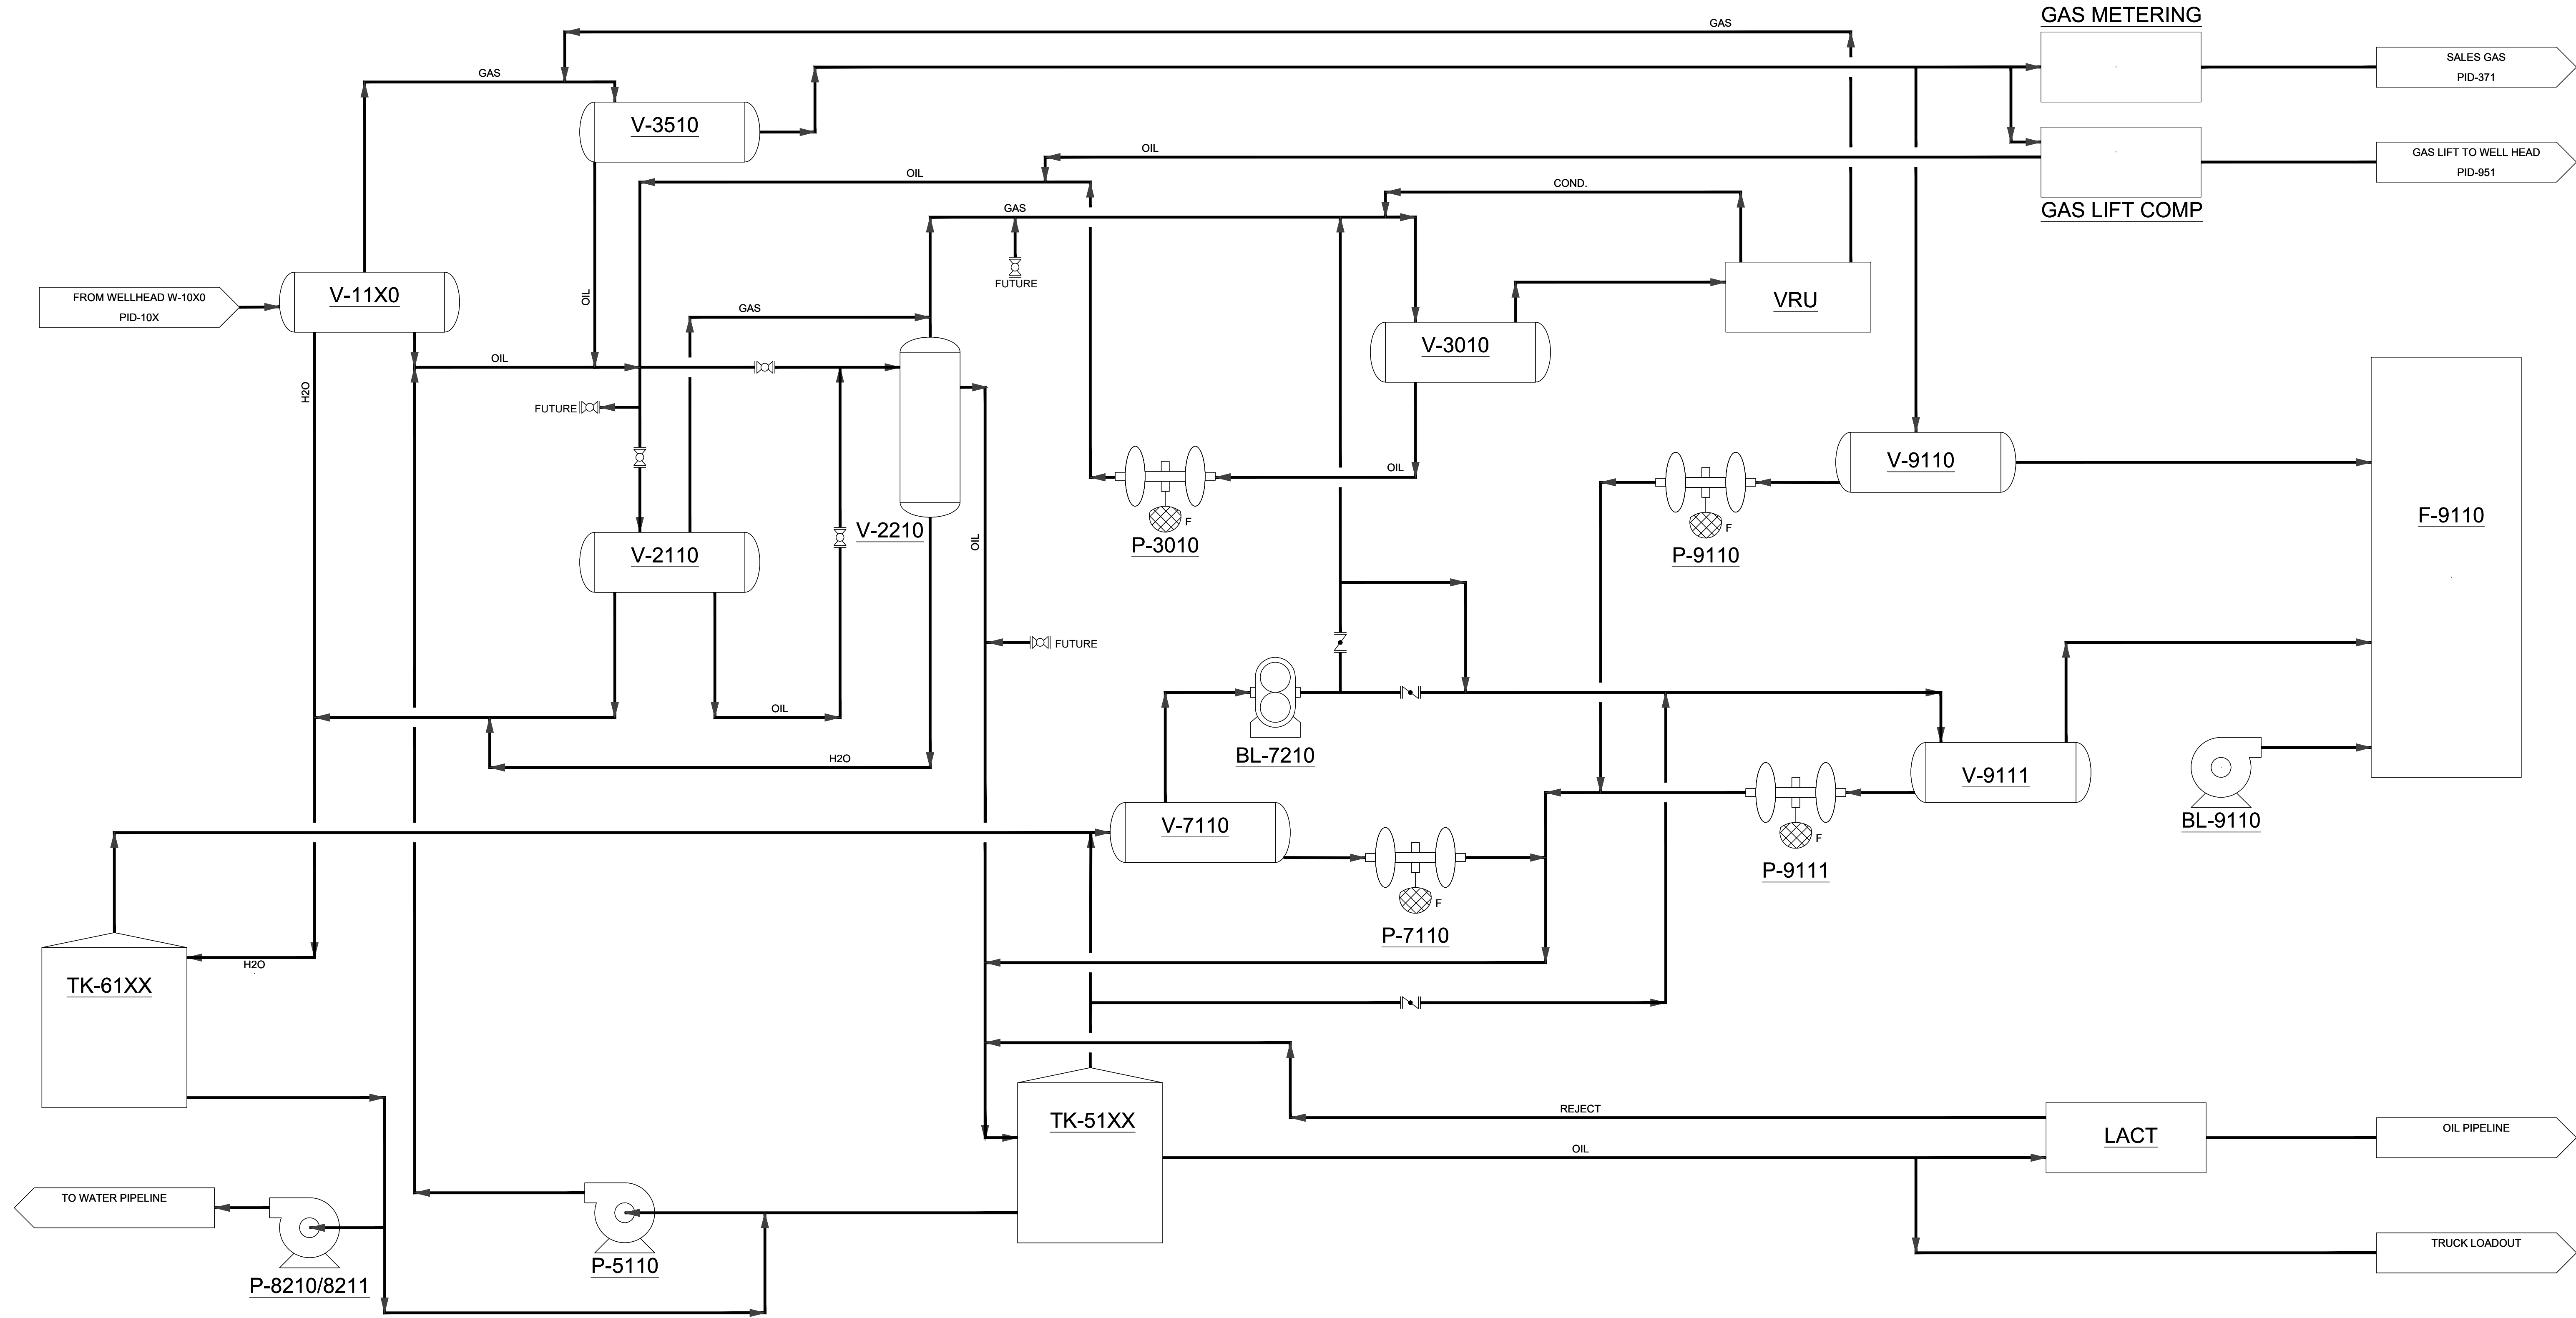 GAS METERING
GAS
SALES GAS
PID-371
GAS
V-3510
OIL
GAS LIFT TO WELL HEAD
PID-951
OIL
COND.
GAS
GAS LIFT COMP
FUTURE
FROM WELLHEAD W-10X0
PID-10X
V-11X0
OIL
VRU
GAS
V-3010
OIL
H2O
FUTURE
V-9110
OIL
F-9110
V-2210
F
P-3010
F
P-9110
V-2110
OIL
FUTURE
OIL
BL-7210
H2O
V-9111
BL-9110
V-7110
F
P-9111
F
P-7110
H2O
TK-61XX
REJECT
TK-51XX
LACT
OIL PIPELINE
OIL
TO WATER PIPELINE
TRUCK LOADOUT
P-5110
P-8210/8211